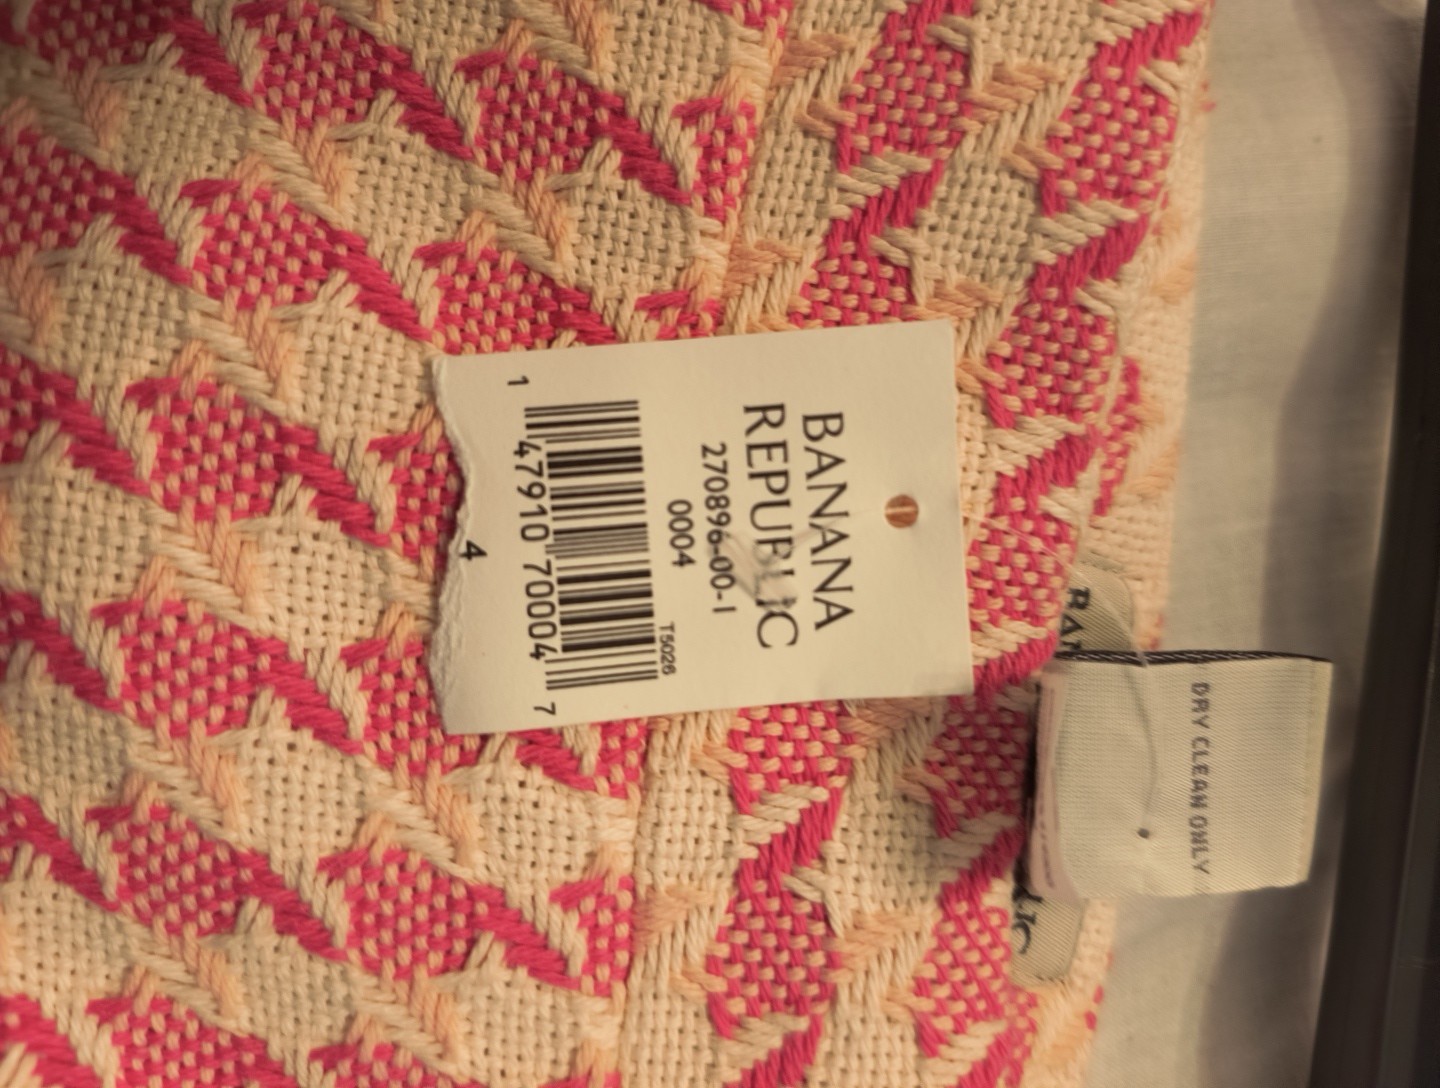 BANANA
REPUBLIC
270896-00-1
0004
T5026
1 47910 70004 7
4
DRY CLEAN ONLY